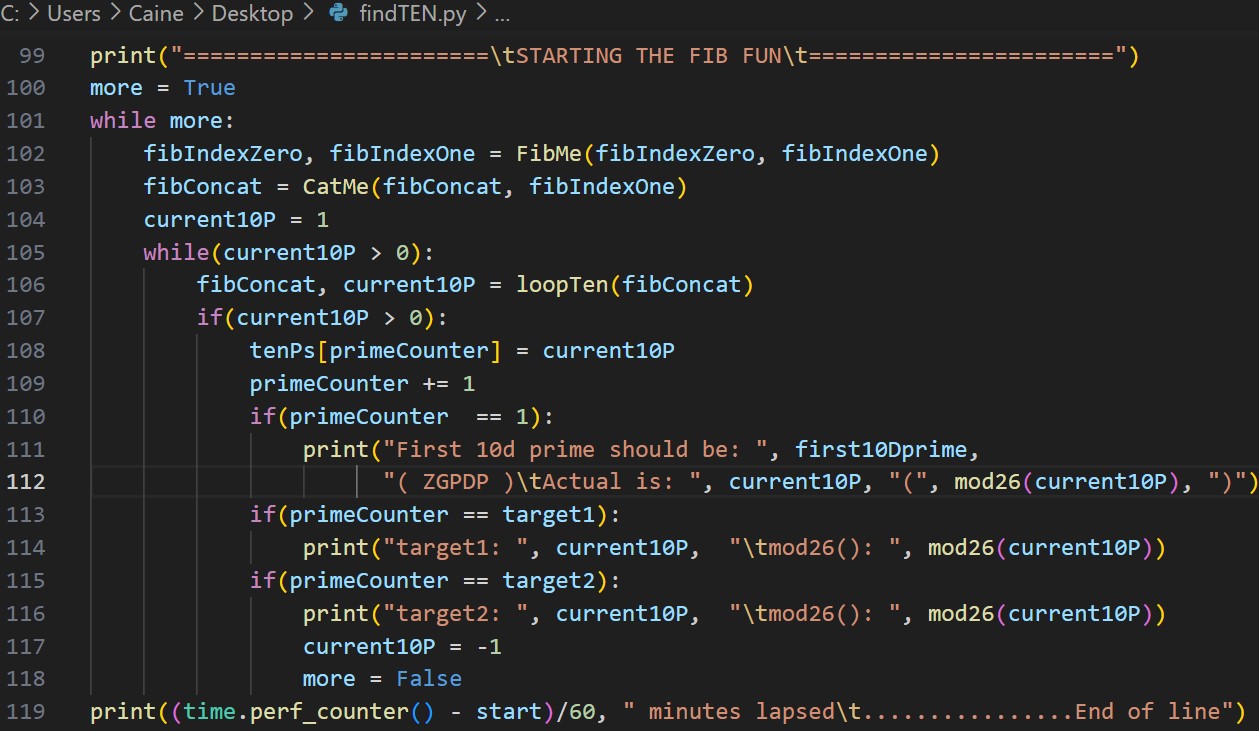 C: > Users > Caine > Desktop > findTEN.py > ...
99 print("=======================\tSTARTING THE FIB FUN\t=======================")
100 more = True
101 while more:
102 fibIndexZero, fibIndexOne = FibMe(fibIndexZero, fibIndexOne)
103 fibConcat = CatMe(fibConcat, fibIndexOne)
104 current10P = 1
105 while(current10P > 0):
106 fibConcat, current10P = loopTen(fibConcat)
107 if(current10P > 0):
108 tenPs[primeCounter] = current10P
109 primeCounter += 1
110 if(primeCounter  == 1):
111 print("First 10d prime should be: ", first10Dprime,
112 "( ZGPDP )\tActual is: ", current10P, "(", mod26(current10P), ")")
113 if(primeCounter == target1):
114 print("target1: ", current10P,  "\tmod26(): ", mod26(current10P))
115 if(primeCounter == target2):
116 print("target2: ", current10P,  "\tmod26(): ", mod26(current10P))
117 current10P = -1
118 more = False
119 print((time.perf_counter() - start)/60, " minutes lapsed\t................End of line")